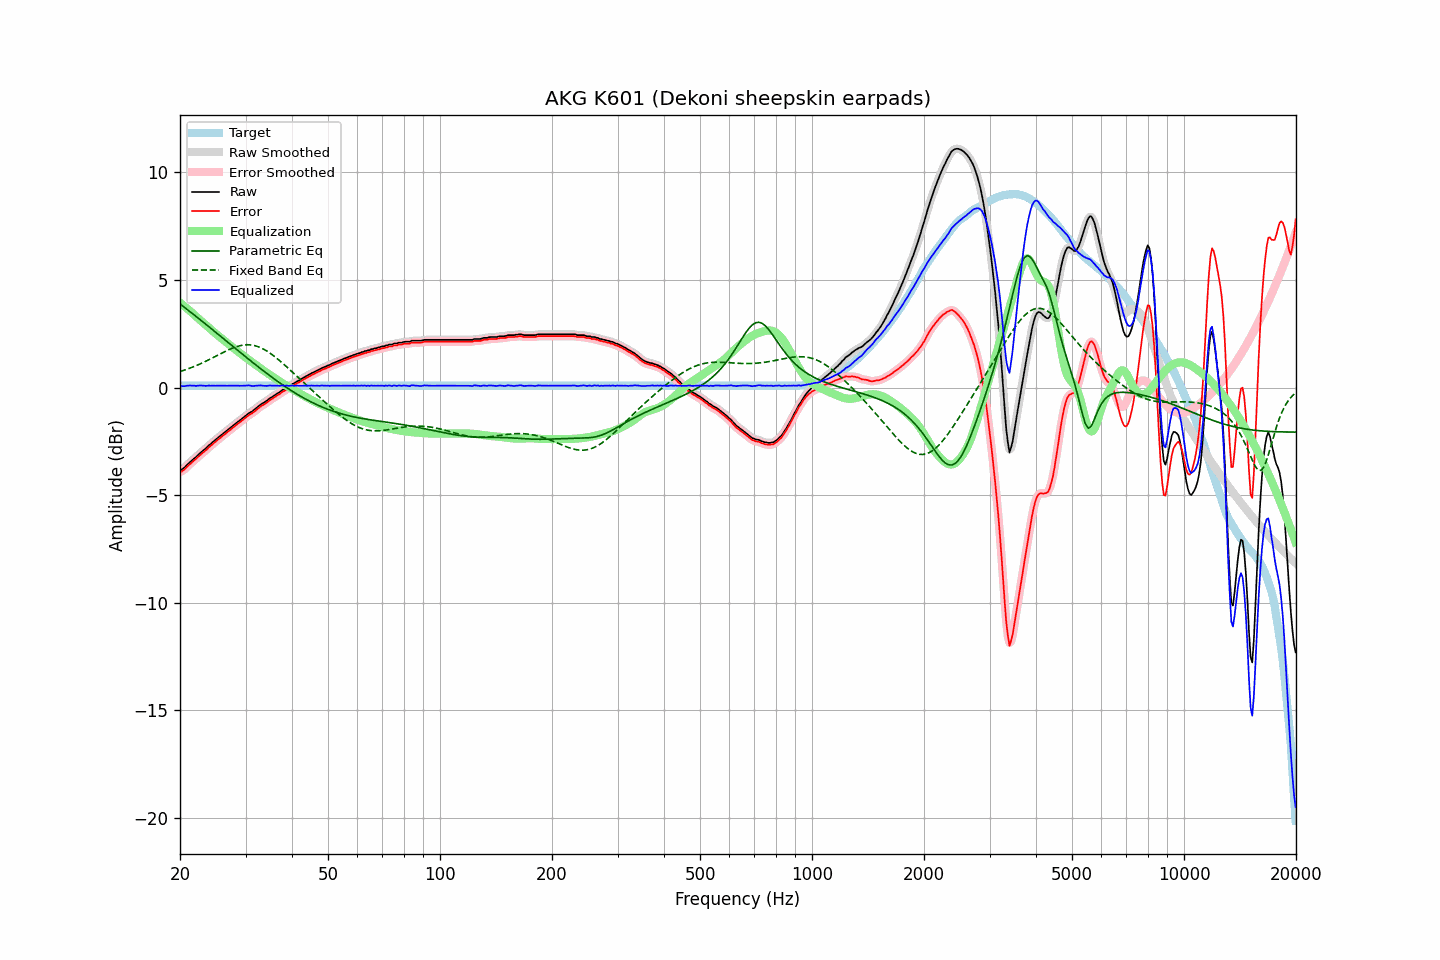 AKG K601 (Dekoni sheepskin earpads)
Target
Raw Smoothed
Error Smoothed
Raw
Error
Equalization
Parametric Eq
Fixed Band Eq
Equalized
10
5
0
−5
−10
−15
−20
Amplitude (dBr)
20 50 100 200 500 1000 2000 5000 10000 20000
Frequency (Hz)